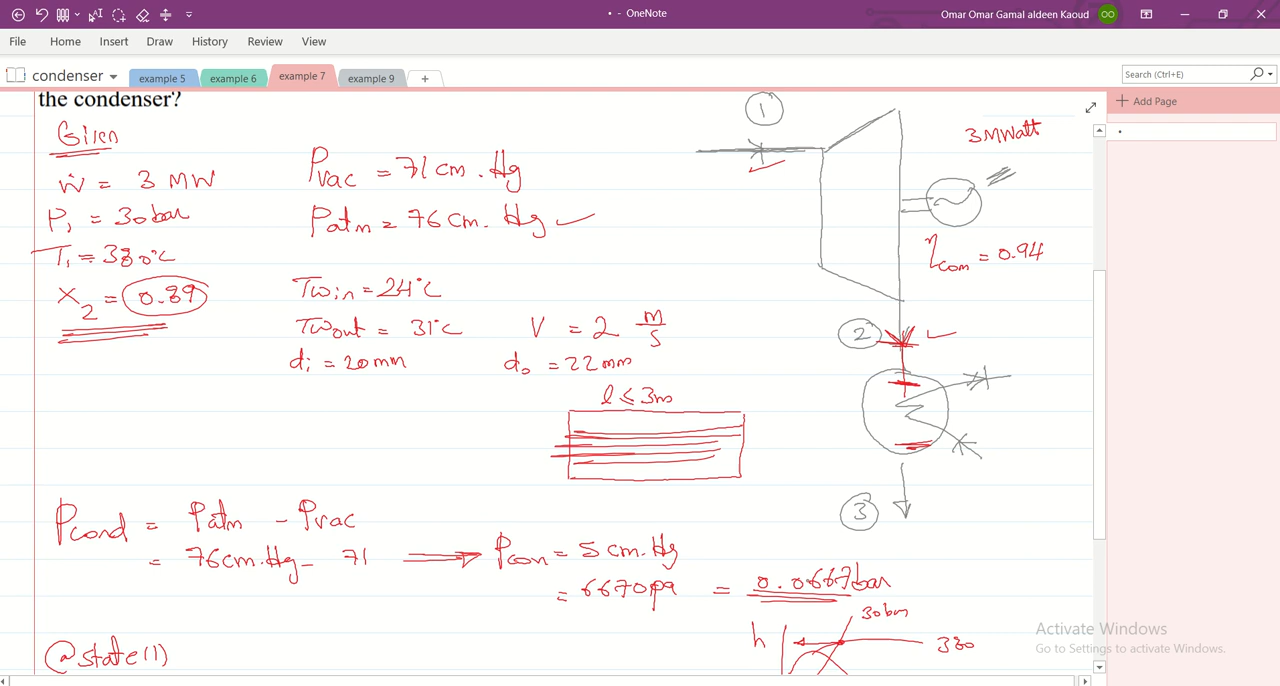 OneNote
Omar Omar Gamal aldeen Kaoud OO
File Home Insert Draw History Review View
condenser example 5 example 6 example 7 example 9 +
Search (Ctrl+E)
Add Page
the condenser?
Given
ẇ = 3 MW
P1 = 30 bar
T1 = 380°C
X2 = 0.89
Pvac = 71 cm.Hg
Patm = 76 cm.Hg
Twin = 24°C
Twout = 31°C
V = 2 m/s
di = 20 mm
do = 22 mm
l ≤ 3m
1
3 MWatt
ηcom = 0.94
2
3
Pcond = Patm - Pvac
= 76 cm.Hg - 71 ⟹ Pcon = 5 cm.Hg
= 6670 pa = 0.0667 bar
@state(1)
h
30 bar
380
Activate Windows
Go to Settings to activate Windows.